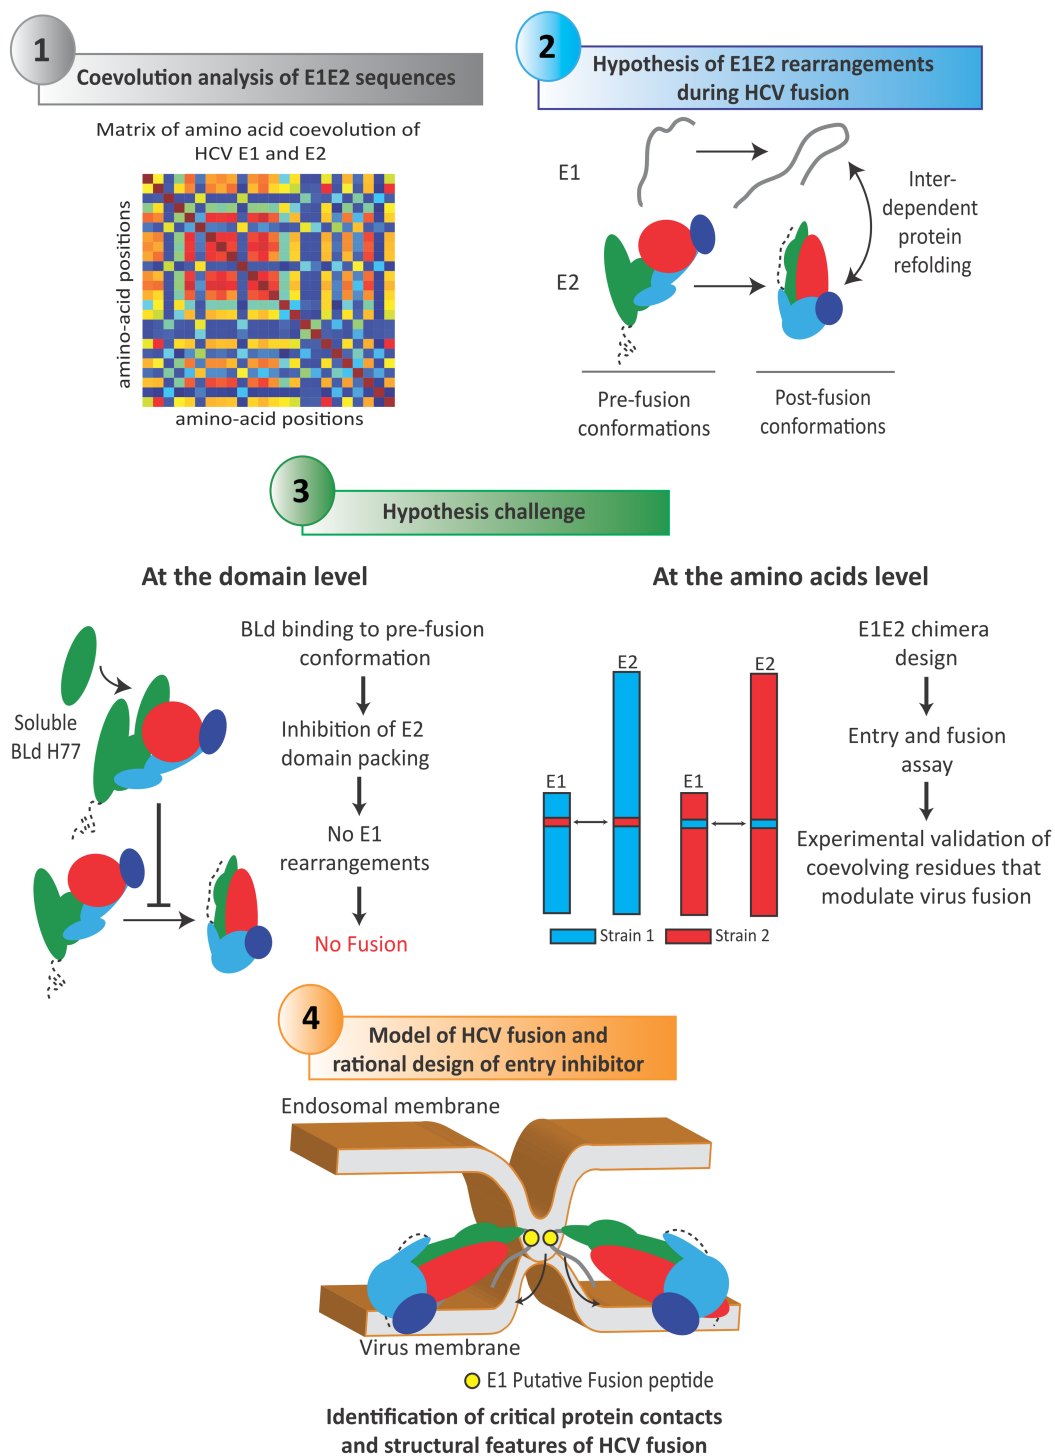 1
Coevolution analysis of E1E2 sequences
Matrix of amino acid coevolution of
HCV E1 and E2
amino-acid positions
amino-acid positions
2
Hypothesis of E1E2 rearrangements
during HCV fusion
E1
E2
Inter-
dependent
protein
refolding
Pre-fusion
conformations
Post-fusion
conformations
3
Hypothesis challenge
At the domain level
Soluble
BLd H77
BLd binding to pre-fusion
conformation
Inhibition of E2
domain packing
No E1
rearrangements
No Fusion
At the amino acids level
E2
E1
E2
E1
Strain 1
Strain 2
E1E2 chimera
design
Entry and fusion
assay
Experimental validation of
coevolving residues that
modulate virus fusion
4
Model of HCV fusion and
rational design of entry inhibitor
Endosomal membrane
Virus membrane
E1 Putative Fusion peptide
Identification of critical protein contacts
and structural features of HCV fusion